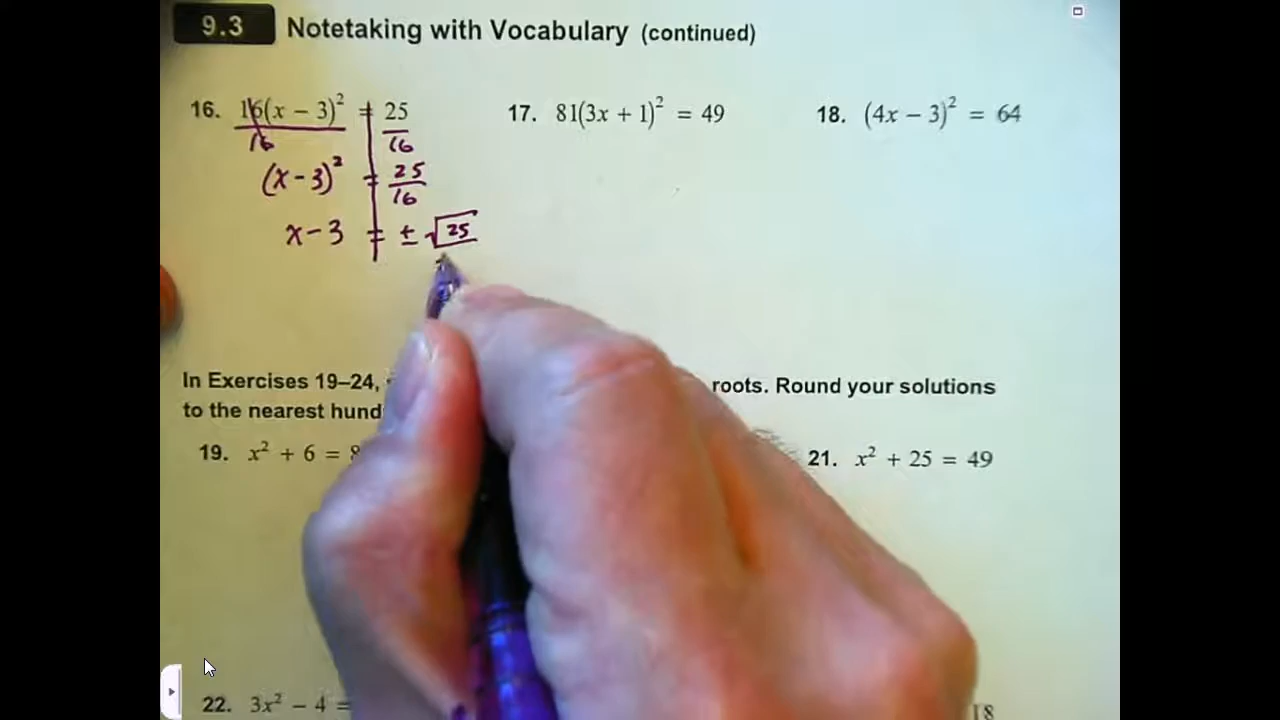 9.3 Notetaking with Vocabulary (continued)
16. 16(x − 3)² = 25
17. 81(3x + 1)² = 49
18. (4x − 3)² = 64
16 16
(x − 3)² = 25/16
x − 3 = ± √25
In Exercises 19–24, roots. Round your solutions
to the nearest
19. x² + 6 =
21. x² + 25 = 49
22. 3x² − 4 =